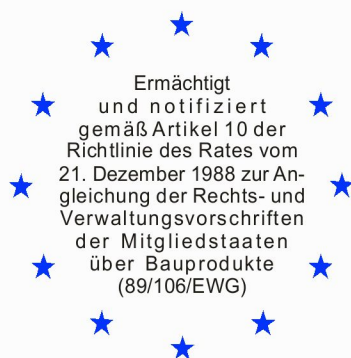 Ermächtigt
und notifiziert
gemäß Artikel 10 der
Richtlinie des Rates vom
21. Dezember 1988 zur An-
gleichung der Rechts- und
Verwaltungsvorschriften
der Mitgliedstaaten
über Bauprodukte
(89/106/EWG)